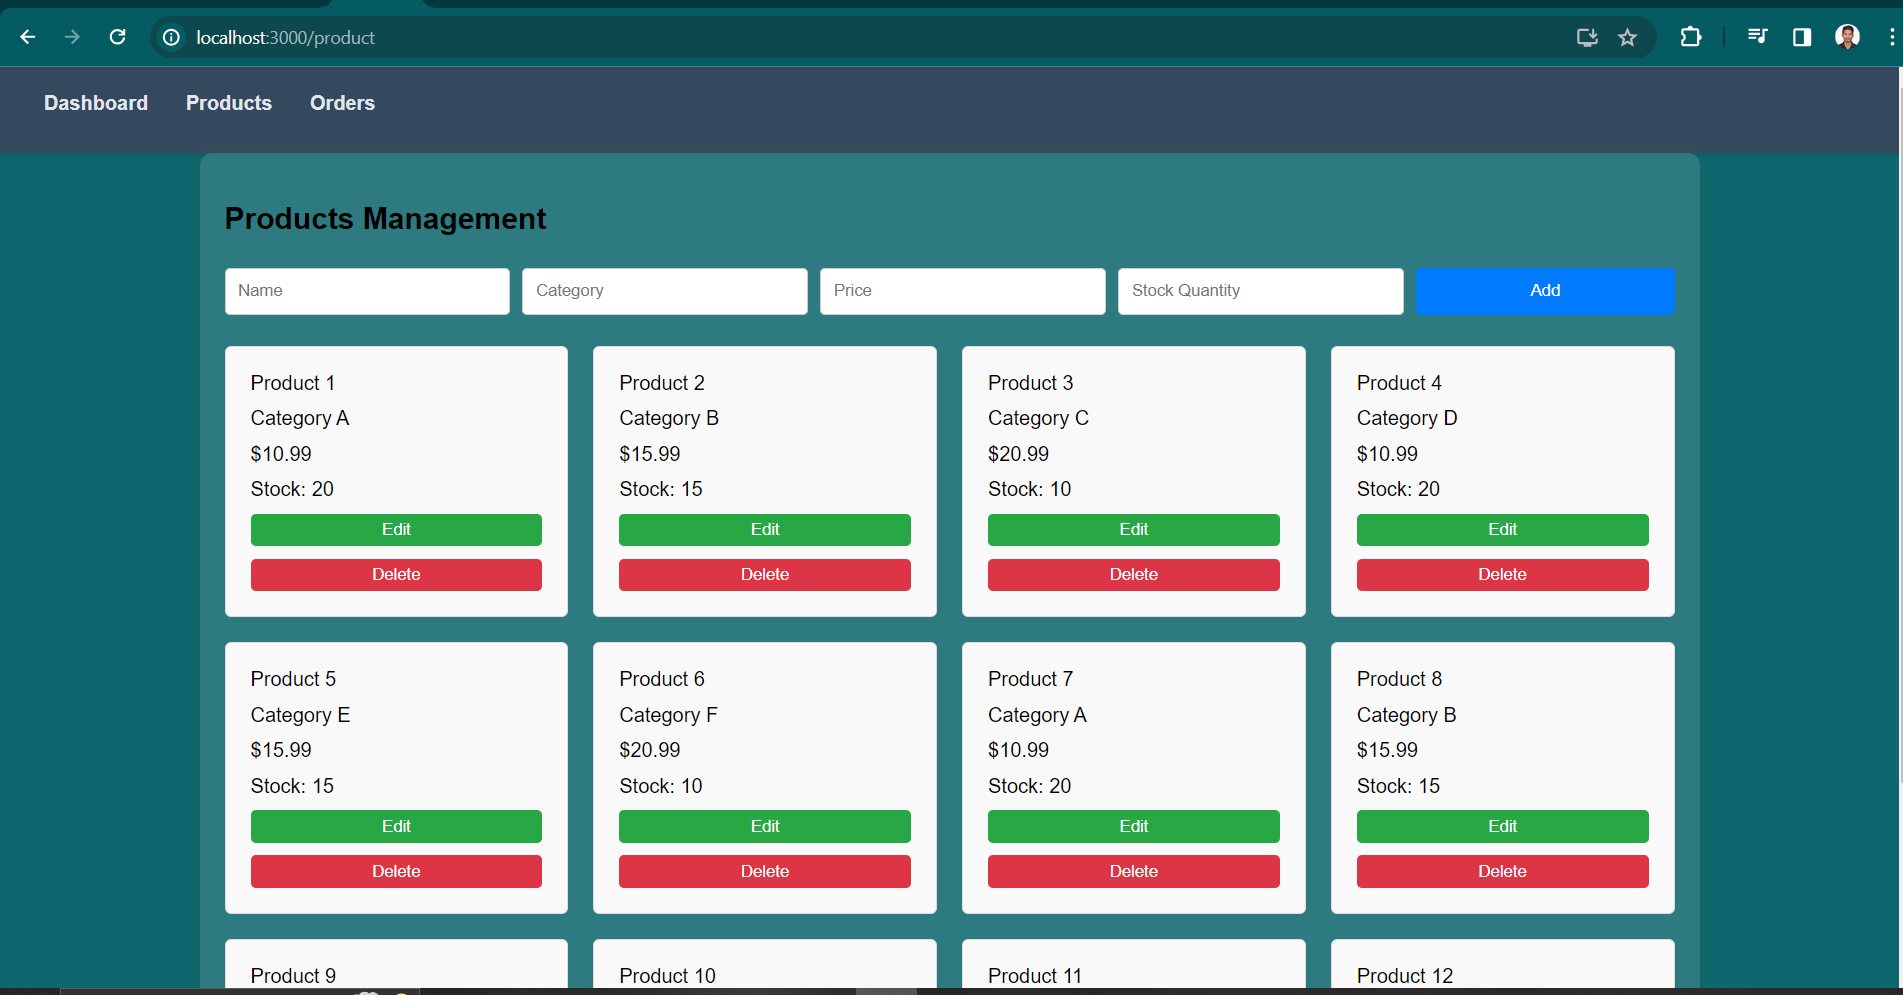 localhost:3000/product
Dashboard Products Orders
Products Management
Name Category Price Stock Quantity Add
Product 1 Product 2 Product 3 Product 4
Category A Category B Category C Category D
$10.99 $15.99 $20.99 $10.99
Stock: 20 Stock: 15 Stock: 10 Stock: 20
Edit Edit Edit Edit
Delete Delete Delete Delete
Product 5 Product 6 Product 7 Product 8
Category E Category F Category A Category B
$15.99 $20.99 $10.99 $15.99
Stock: 15 Stock: 10 Stock: 20 Stock: 15
Edit Edit Edit Edit
Delete Delete Delete Delete
Product 9 Product 10 Product 11 Product 12